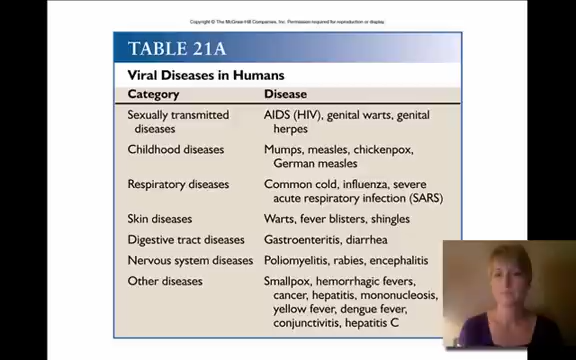 Copyright © The McGraw-Hill Companies, Inc. Permission required for reproduction or display.
TABLE 21A
Viral Diseases in Humans
Category Disease
Sexually transmitted AIDS (HIV), genital warts, genital
diseases herpes
Childhood diseases Mumps, measles, chickenpox,
German measles
Respiratory diseases Common cold, influenza, severe
acute respiratory infection (SARS)
Skin diseases Warts, fever blisters, shingles
Digestive tract diseases Gastroenteritis, diarrhea
Nervous system diseases Poliomyelitis, rabies, encephalitis
Other diseases Smallpox, hemorrhagic fevers,
cancer, hepatitis, mononucleosis,
yellow fever, dengue fever,
conjunctivitis, hepatitis C